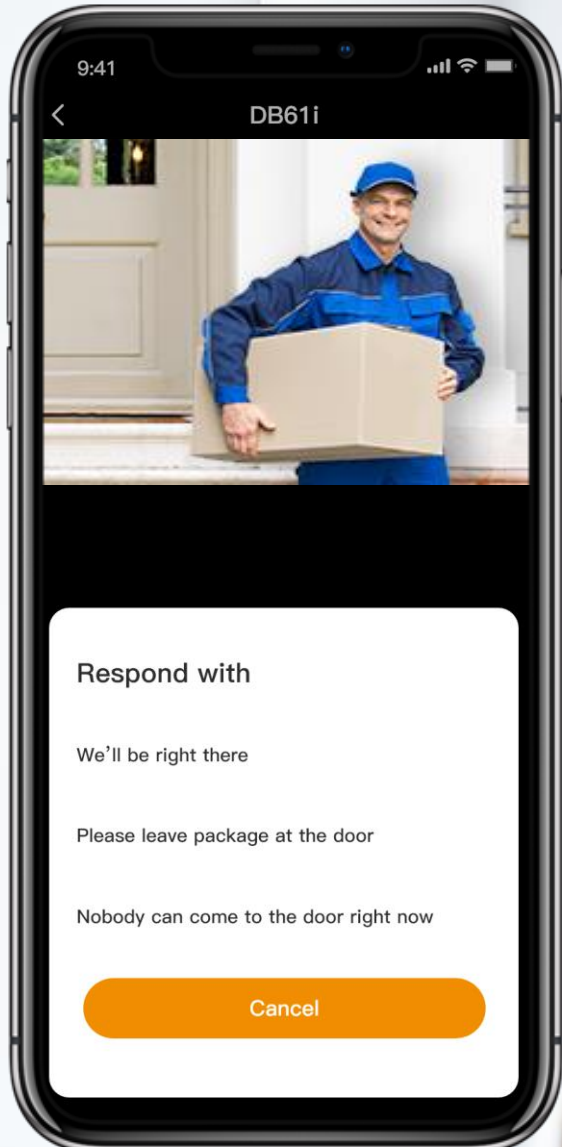 9:41
DB61i
Respond with
We'll be right there
Please leave package at the door
Nobody can come to the door right now
Cancel